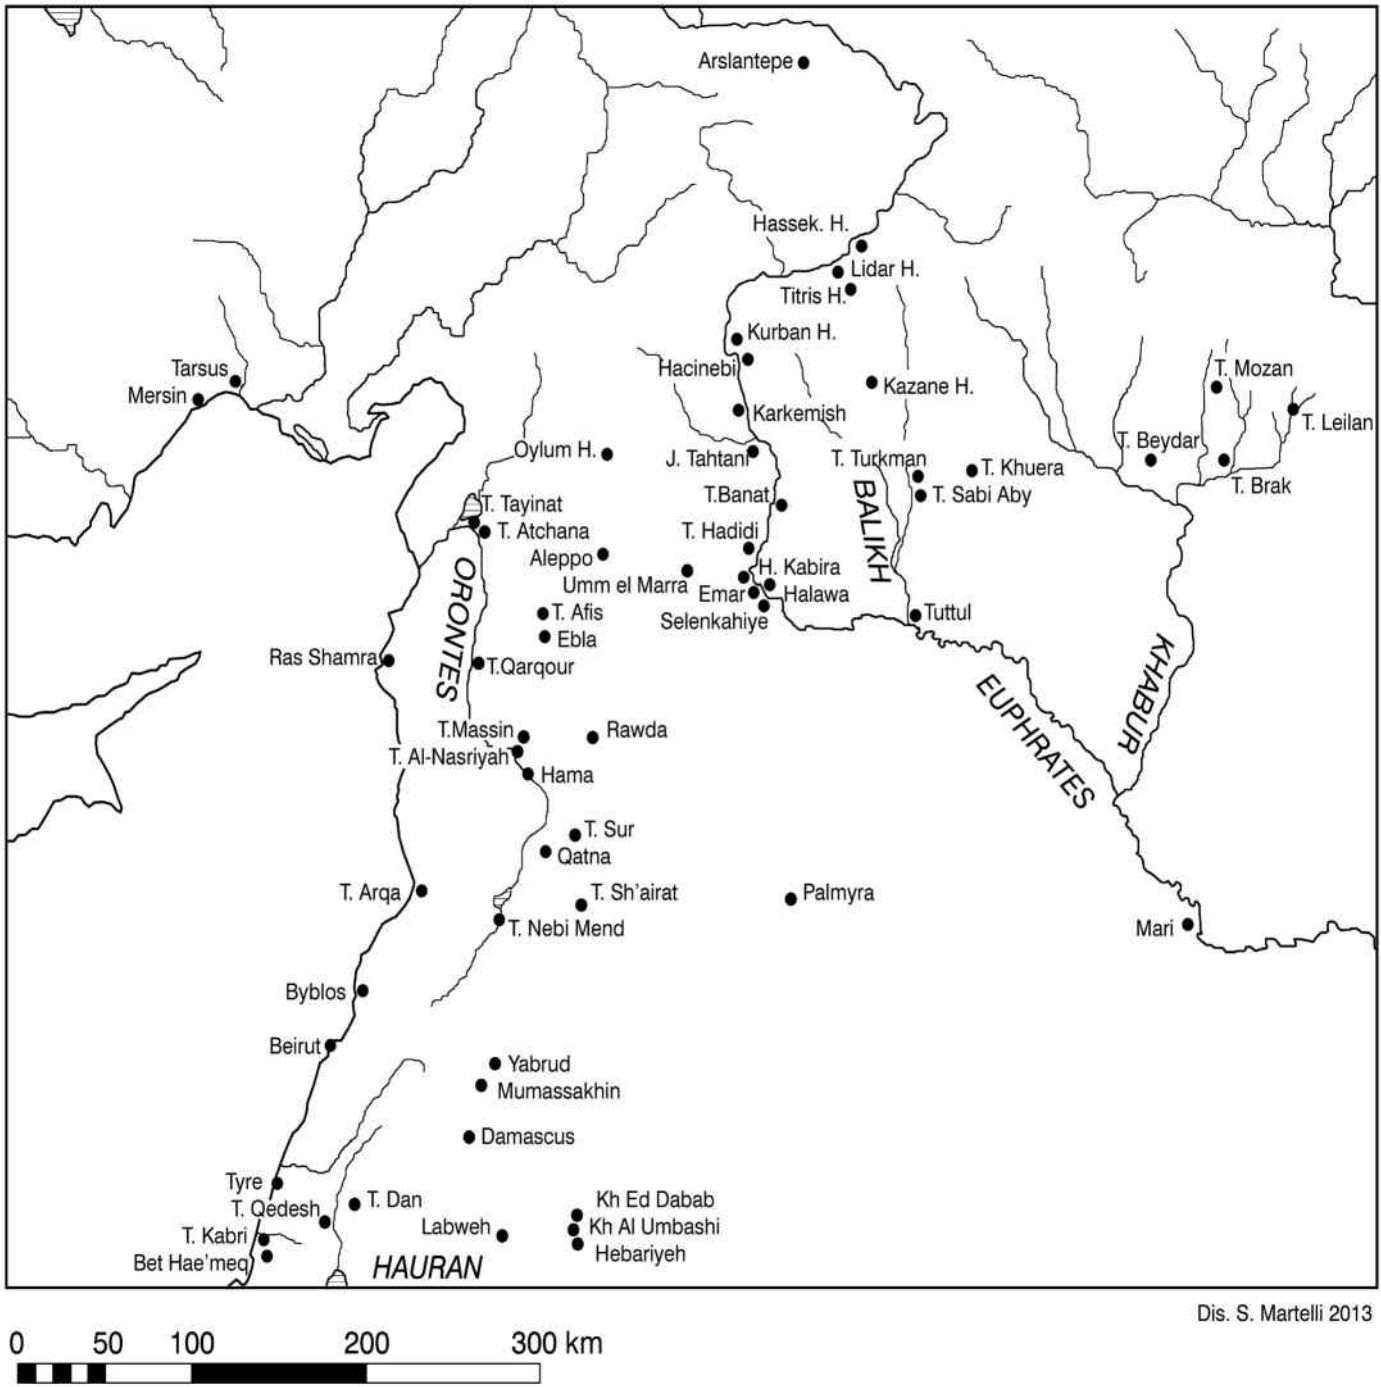 Arslantepe
Hassek. H.
Lidar H.
Titris H.
Kurban H.
Hacinebi
Tarsus
Mersin
Kazane H.
T. Mozan
Karkemish
T. Leilan
T. Beydar
Oylum H.
J. Tahtani
T. Turkman
T. Khuera
T. Brak
T.Banat
T. Sabi Aby
T. Tayinat
T. Atchana
BALIKH
T. Hadidi
Aleppo
H. Kabira
Umm el Marra
Emar
Halawa
ORONTES
T. Afis
Selenkahiye
Tuttul
Ebla
Ras Shamra
T.Qarqour
KHABUR
EUPHRATES
T.Massin
Rawda
T. Al-Nasriyah
Hama
T. Sur
Qatna
T. Arqa
T. Sh'airat
Palmyra
T. Nebi Mend
Mari
Byblos
Beirut
Yabrud
Mumassakhin
Damascus
Tyre
T. Dan
Kh Ed Dabab
T. Qedesh
Labweh
Kh Al Umbashi
T. Kabri
Hebariyeh
Bet Hae'meq
HAURAN
Dis. S. Martelli 2013
0 50 100 200 300 km